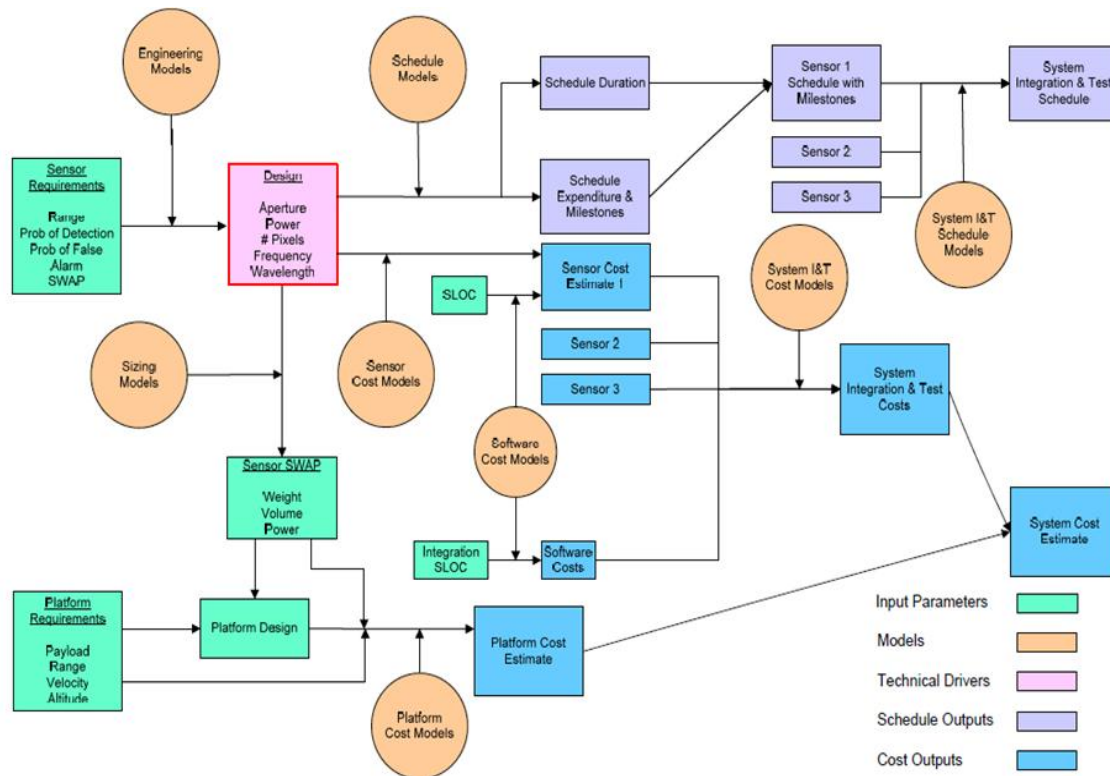 Engineering
Models
Schedule
Models
Schedule Duration
Sensor 1
Schedule with
Milestones
System
Integration & Test
Schedule
Sensor
Requirements
Range
Prob of Detection
Prob of False
Alarm
SWAP
Design
Aperture
Power
# Pixels
Frequency
Wavelength
Schedule
Expenditure &
Milestones
Sensor 2
Sensor 3
System I&T
Schedule
Models
SLOC
Sensor Cost
Estimate 1
System I&T
Cost Models
Sizing
Models
Sensor
Cost Models
Sensor 2
Sensor 3
System
Integration & Test
Costs
Software
Cost Models
Sensor SWAP
Weight
Volume
Power
Integration
SLOC
Software
Costs
System Cost
Estimate
Platform
Requirements
Payload
Range
Velocity
Altitude
Platform Design
Platform Cost
Estimate
Platform
Cost Models
Input Parameters
Models
Technical Drivers
Schedule Outputs
Cost Outputs